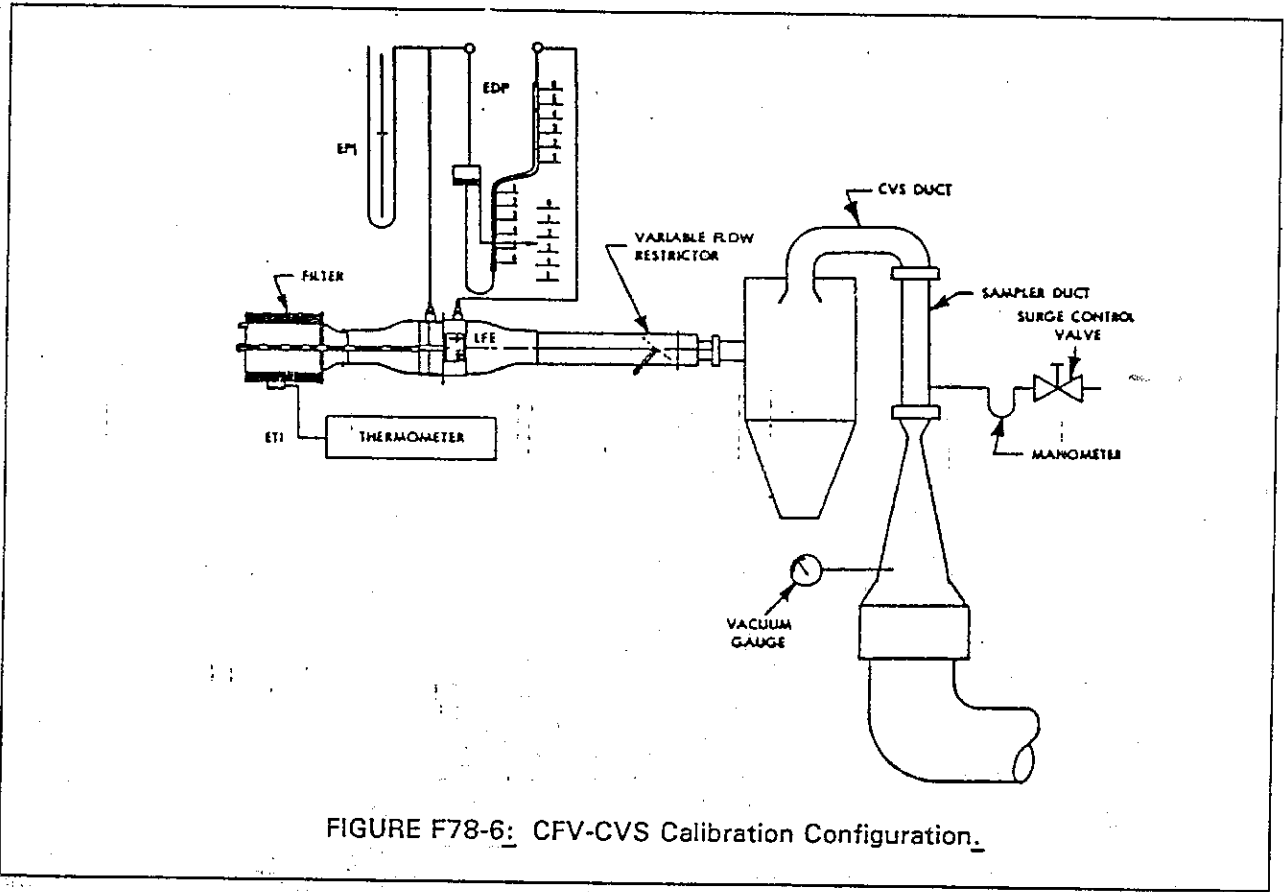 EDP
EPI
CVS DUCT
VARIABLE FLOW
RESTRICTOR
FILTER
SAMPLER DUCT
SURGE CONTROL
VALVE
LFE
ETI
THERMOMETER
MANOMETER
VACUUM
GAUGE
FIGURE F78-6: CFV-CVS Calibration Configuration.